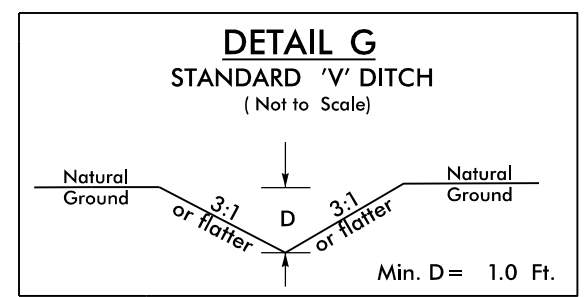 DETAIL G
STANDARD 'V' DITCH
( Not to Scale)
Natural
Ground
3:1
or flatter
D
3:1
or flatter
Natural
Ground
Min. D = 1.0 Ft.